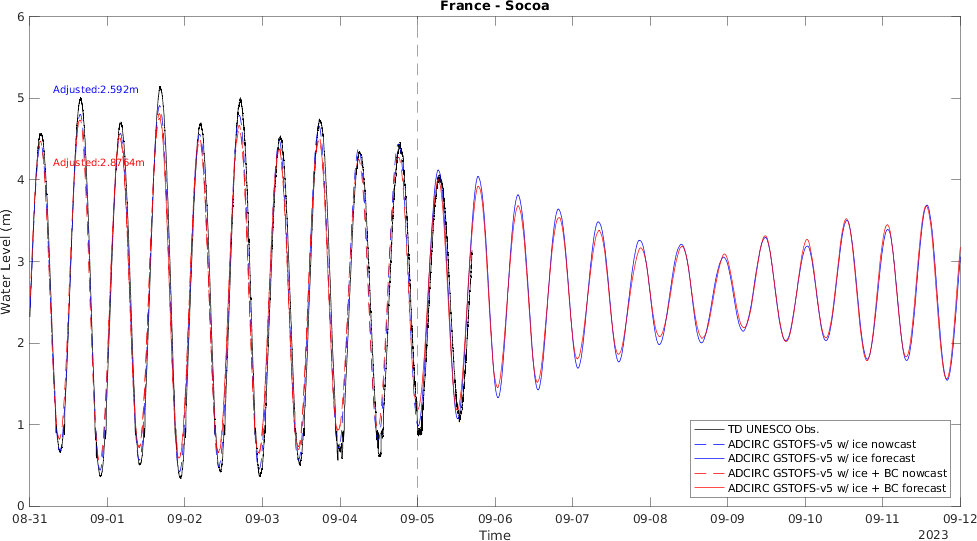 France - Socoa
Water Level (m)
6
5
4
3
2
1
0
Adjusted:2.592m
Adjusted:2.8764m
TD UNESCO Obs.
ADCIRC GSTOFS-v5 w/ ice nowcast
ADCIRC GSTOFS-v5 w/ ice forecast
ADCIRC GSTOFS-v5 w/ ice + BC nowcast
ADCIRC GSTOFS-v5 w/ ice + BC forecast
08-31 09-01 09-02 09-03 09-04 09-05 09-06 09-07 09-08 09-09 09-10 09-11 09-12
Time
2023